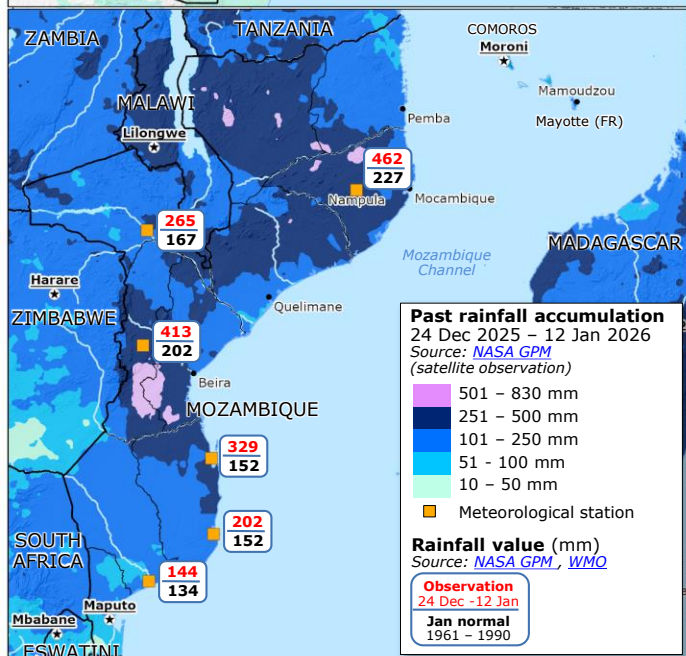 ZAMBIA
TANZANIA
COMOROS
Moroni
MALAWI
Lilongwe
Pemba
Mamoudzou
Mayotte (FR)
462
227
Nampula
Mocambique
265
167
Mozambique
Channel
MADAGASCAR
Harare
Quelimane
ZIMBABWE
413
202
Beira
MOZAMBIQUE
329
152
202
152
SOUTH
AFRICA
144
134
Maputo
Mbabane
ESWATINI
Past rainfall accumulation
24 Dec 2025 – 12 Jan 2026
Source: NASA GPM
(satellite observation)
501 – 830 mm
251 – 500 mm
101 – 250 mm
51 - 100 mm
10 – 50 mm
Meteorological station
Rainfall value (mm)
Source: NASA GPM , WMO
Observation
24 Dec -12 Jan
Jan normal
1961 – 1990